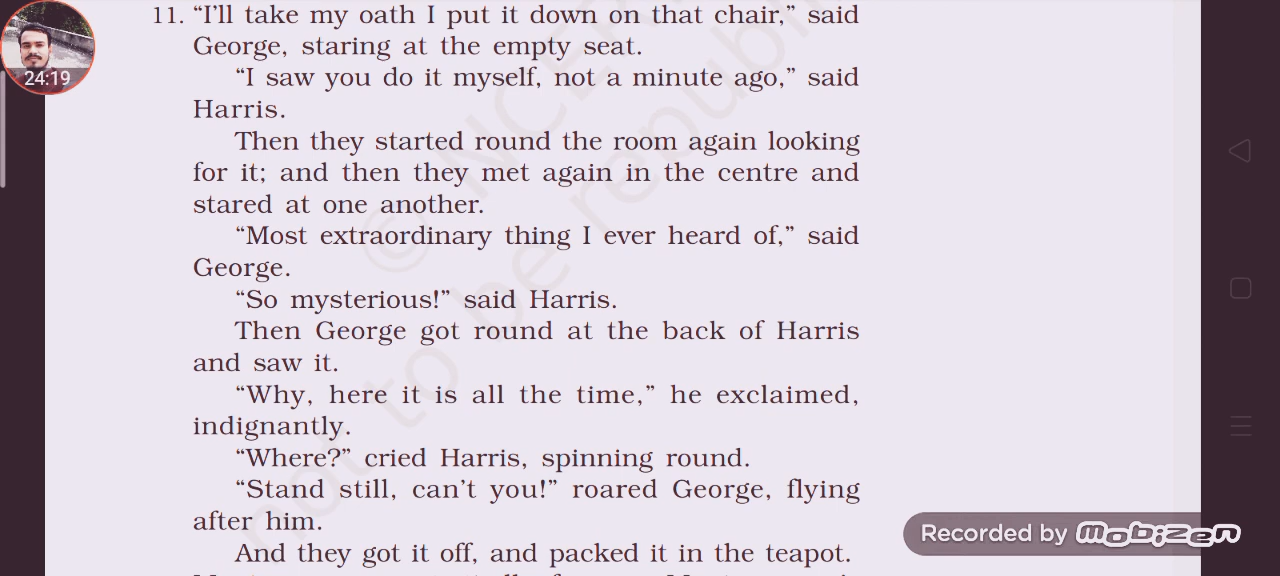 11. “I’ll take my oath I put it down on that chair,” said
George, staring at the empty seat.
“I saw you do it myself, not a minute ago,” said
Harris.
Then they started round the room again looking
for it; and then they met again in the centre and
stared at one another.
“Most extraordinary thing I ever heard of,” said
George.
“So mysterious!” said Harris.
Then George got round at the back of Harris
and saw it.
“Why, here it is all the time,” he exclaimed,
indignantly.
“Where?” cried Harris, spinning round.
“Stand still, can’t you!” roared George, flying
after him.
And they got it off, and packed it in the teapot.
24:19
© NCER
not to be republi
Recorded by mobizen